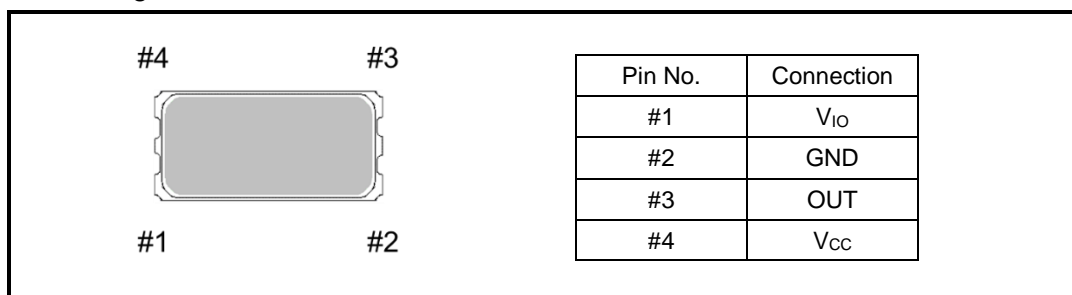 #4 #3
#1 #2
Pin No. Connection
#1 VIO
#2 GND
#3 OUT
#4 VCC